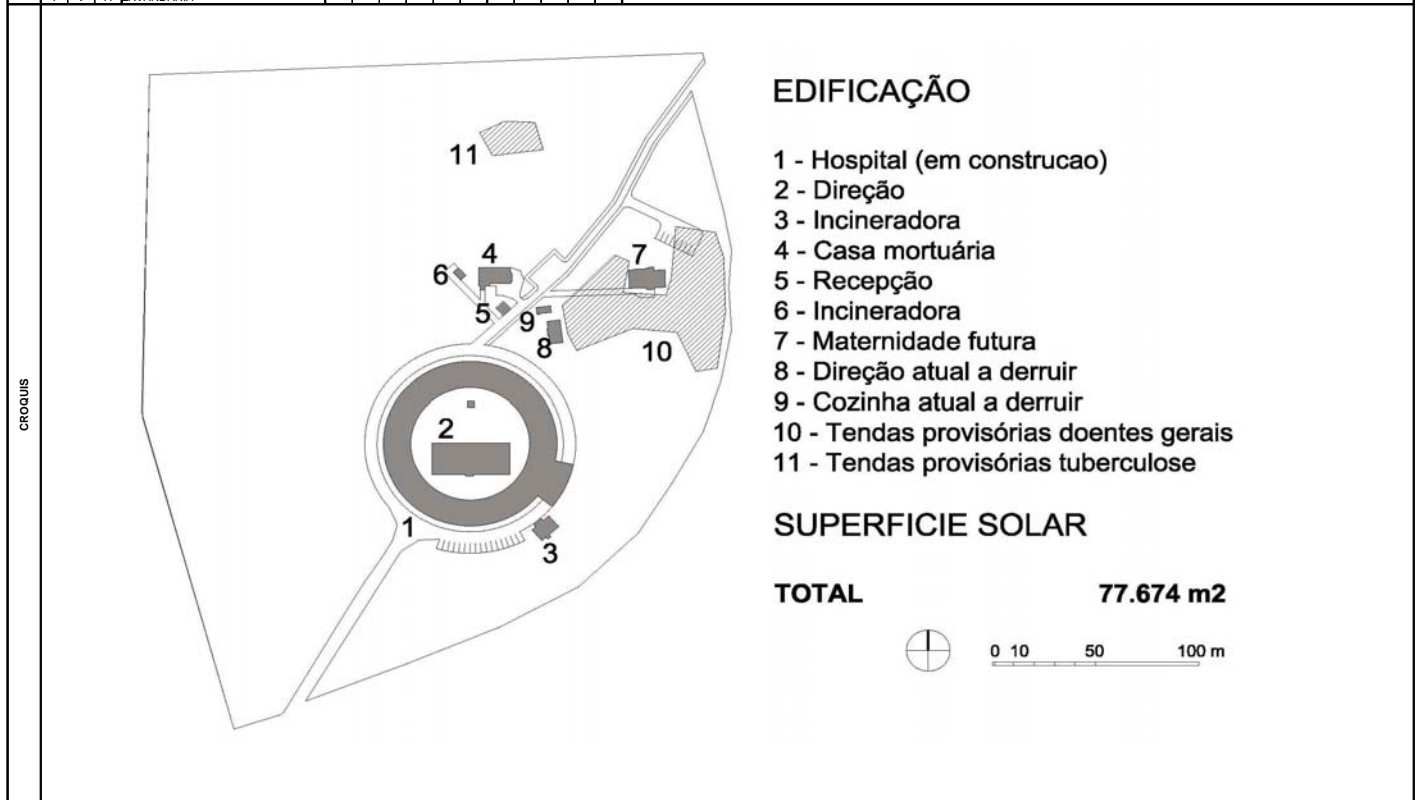 CROQUIS
11
4
6
7
5
9
8
10
2
1
3
EDIFICAÇÃO
1 - Hospital (em construcao)
2 - Direção
3 - Incineradora
4 - Casa mortuária
5 - Recepção
6 - Incineradora
7 - Maternidade futura
8 - Direção atual a derruir
9 - Cozinha atual a derruir
10 - Tendas provisórias doentes gerais
11 - Tendas provisórias tuberculose
SUPERFICIE SOLAR
TOTAL 77.674 m2
0 10 50 100 m